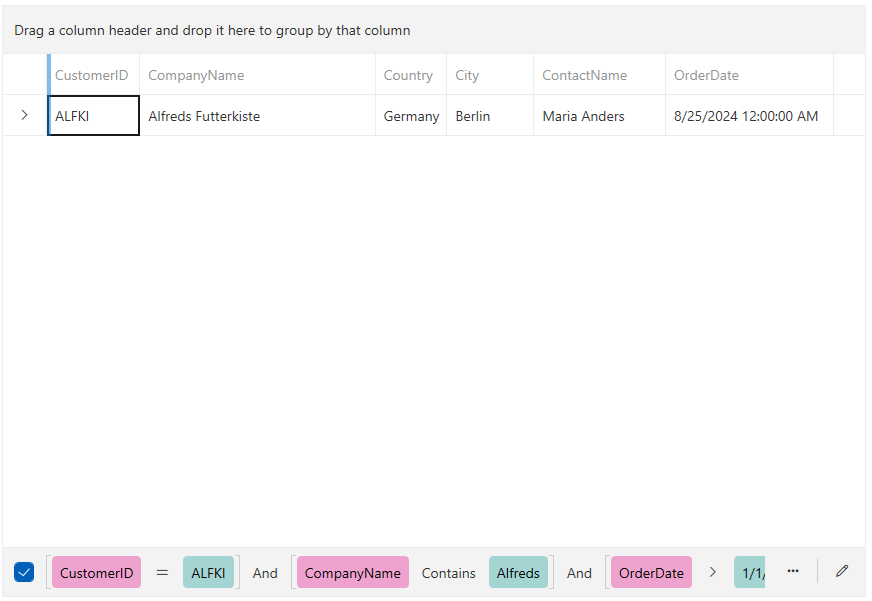 Drag a column header and drop it here to group by that column
CustomerID CompanyName Country City ContactName OrderDate
ALFKI Alfreds Futterkiste Germany Berlin Maria Anders 8/25/2024 12:00:00 AM
CustomerID = ALFKI And CompanyName Contains Alfreds And OrderDate > 1/1/ ...